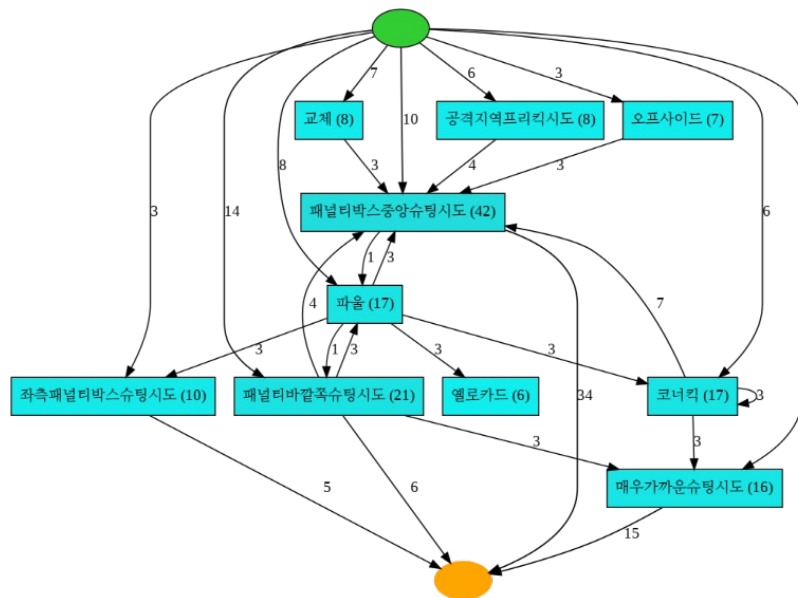 7
6
3
10
교체 (8)
공격지역프리킥시도 (8)
오프사이드 (7)
8
3
4
3
3
14
6
패널티박스중앙슈팅시도 (42)
1
3
4
7
파울 (17)
3
1
3
3
3
34
좌측패널티박스슈팅시도 (10)
패널티바깥쪽슈팅시도 (21)
옐로카드 (6)
코너킥 (17)
3
3
3
매우가까운슈팅시도 (16)
5
6
15